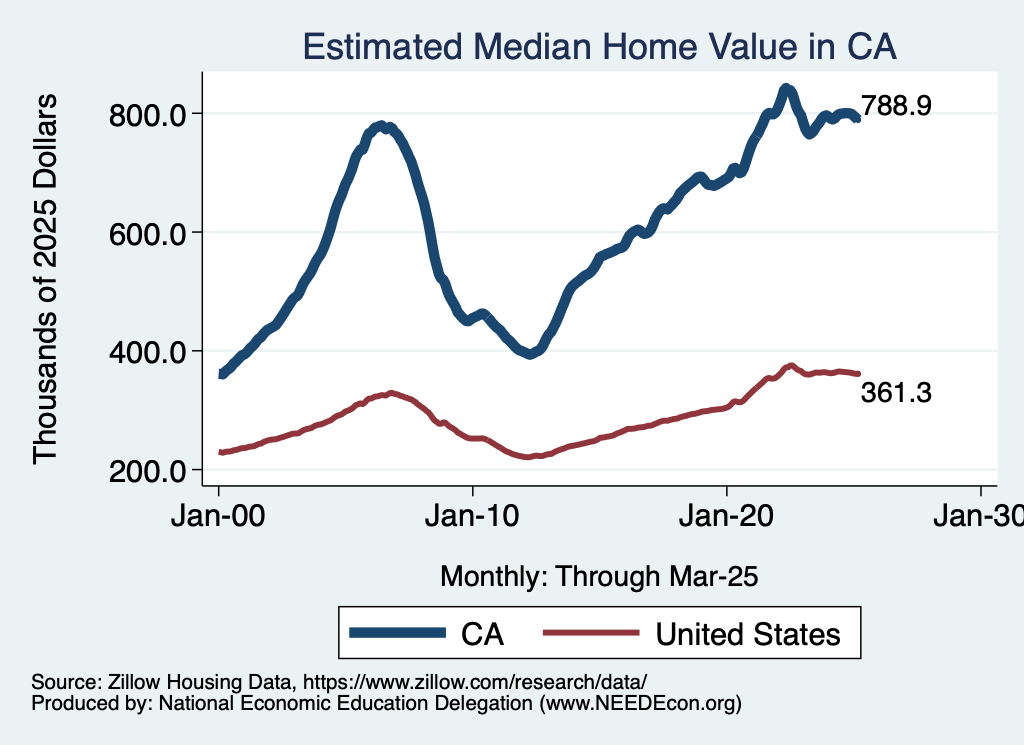 Estimated Median Home Value in CA
Thousands of 2025 Dollars
800.0
600.0
400.0
200.0
788.9
361.3
Jan-00 Jan-10 Jan-20 Jan-30
Monthly: Through Mar-25
CA United States
Source: Zillow Housing Data, https://www.zillow.com/research/data/
Produced by: National Economic Education Delegation (www.NEEDEcon.org)